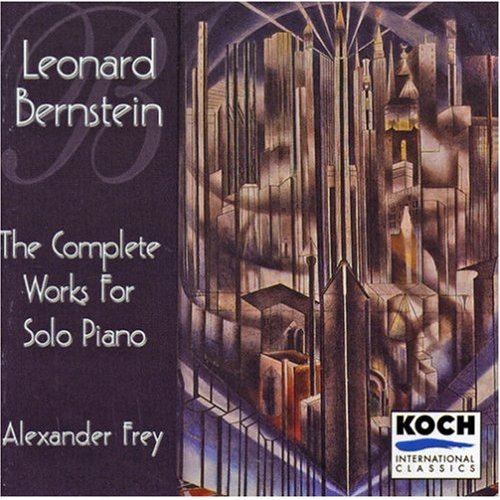 Leonard
Bernstein
The Complete
Works For
Solo Piano
Alexander Frey
B
KOCH
INTERNATIONAL
CLASSICS